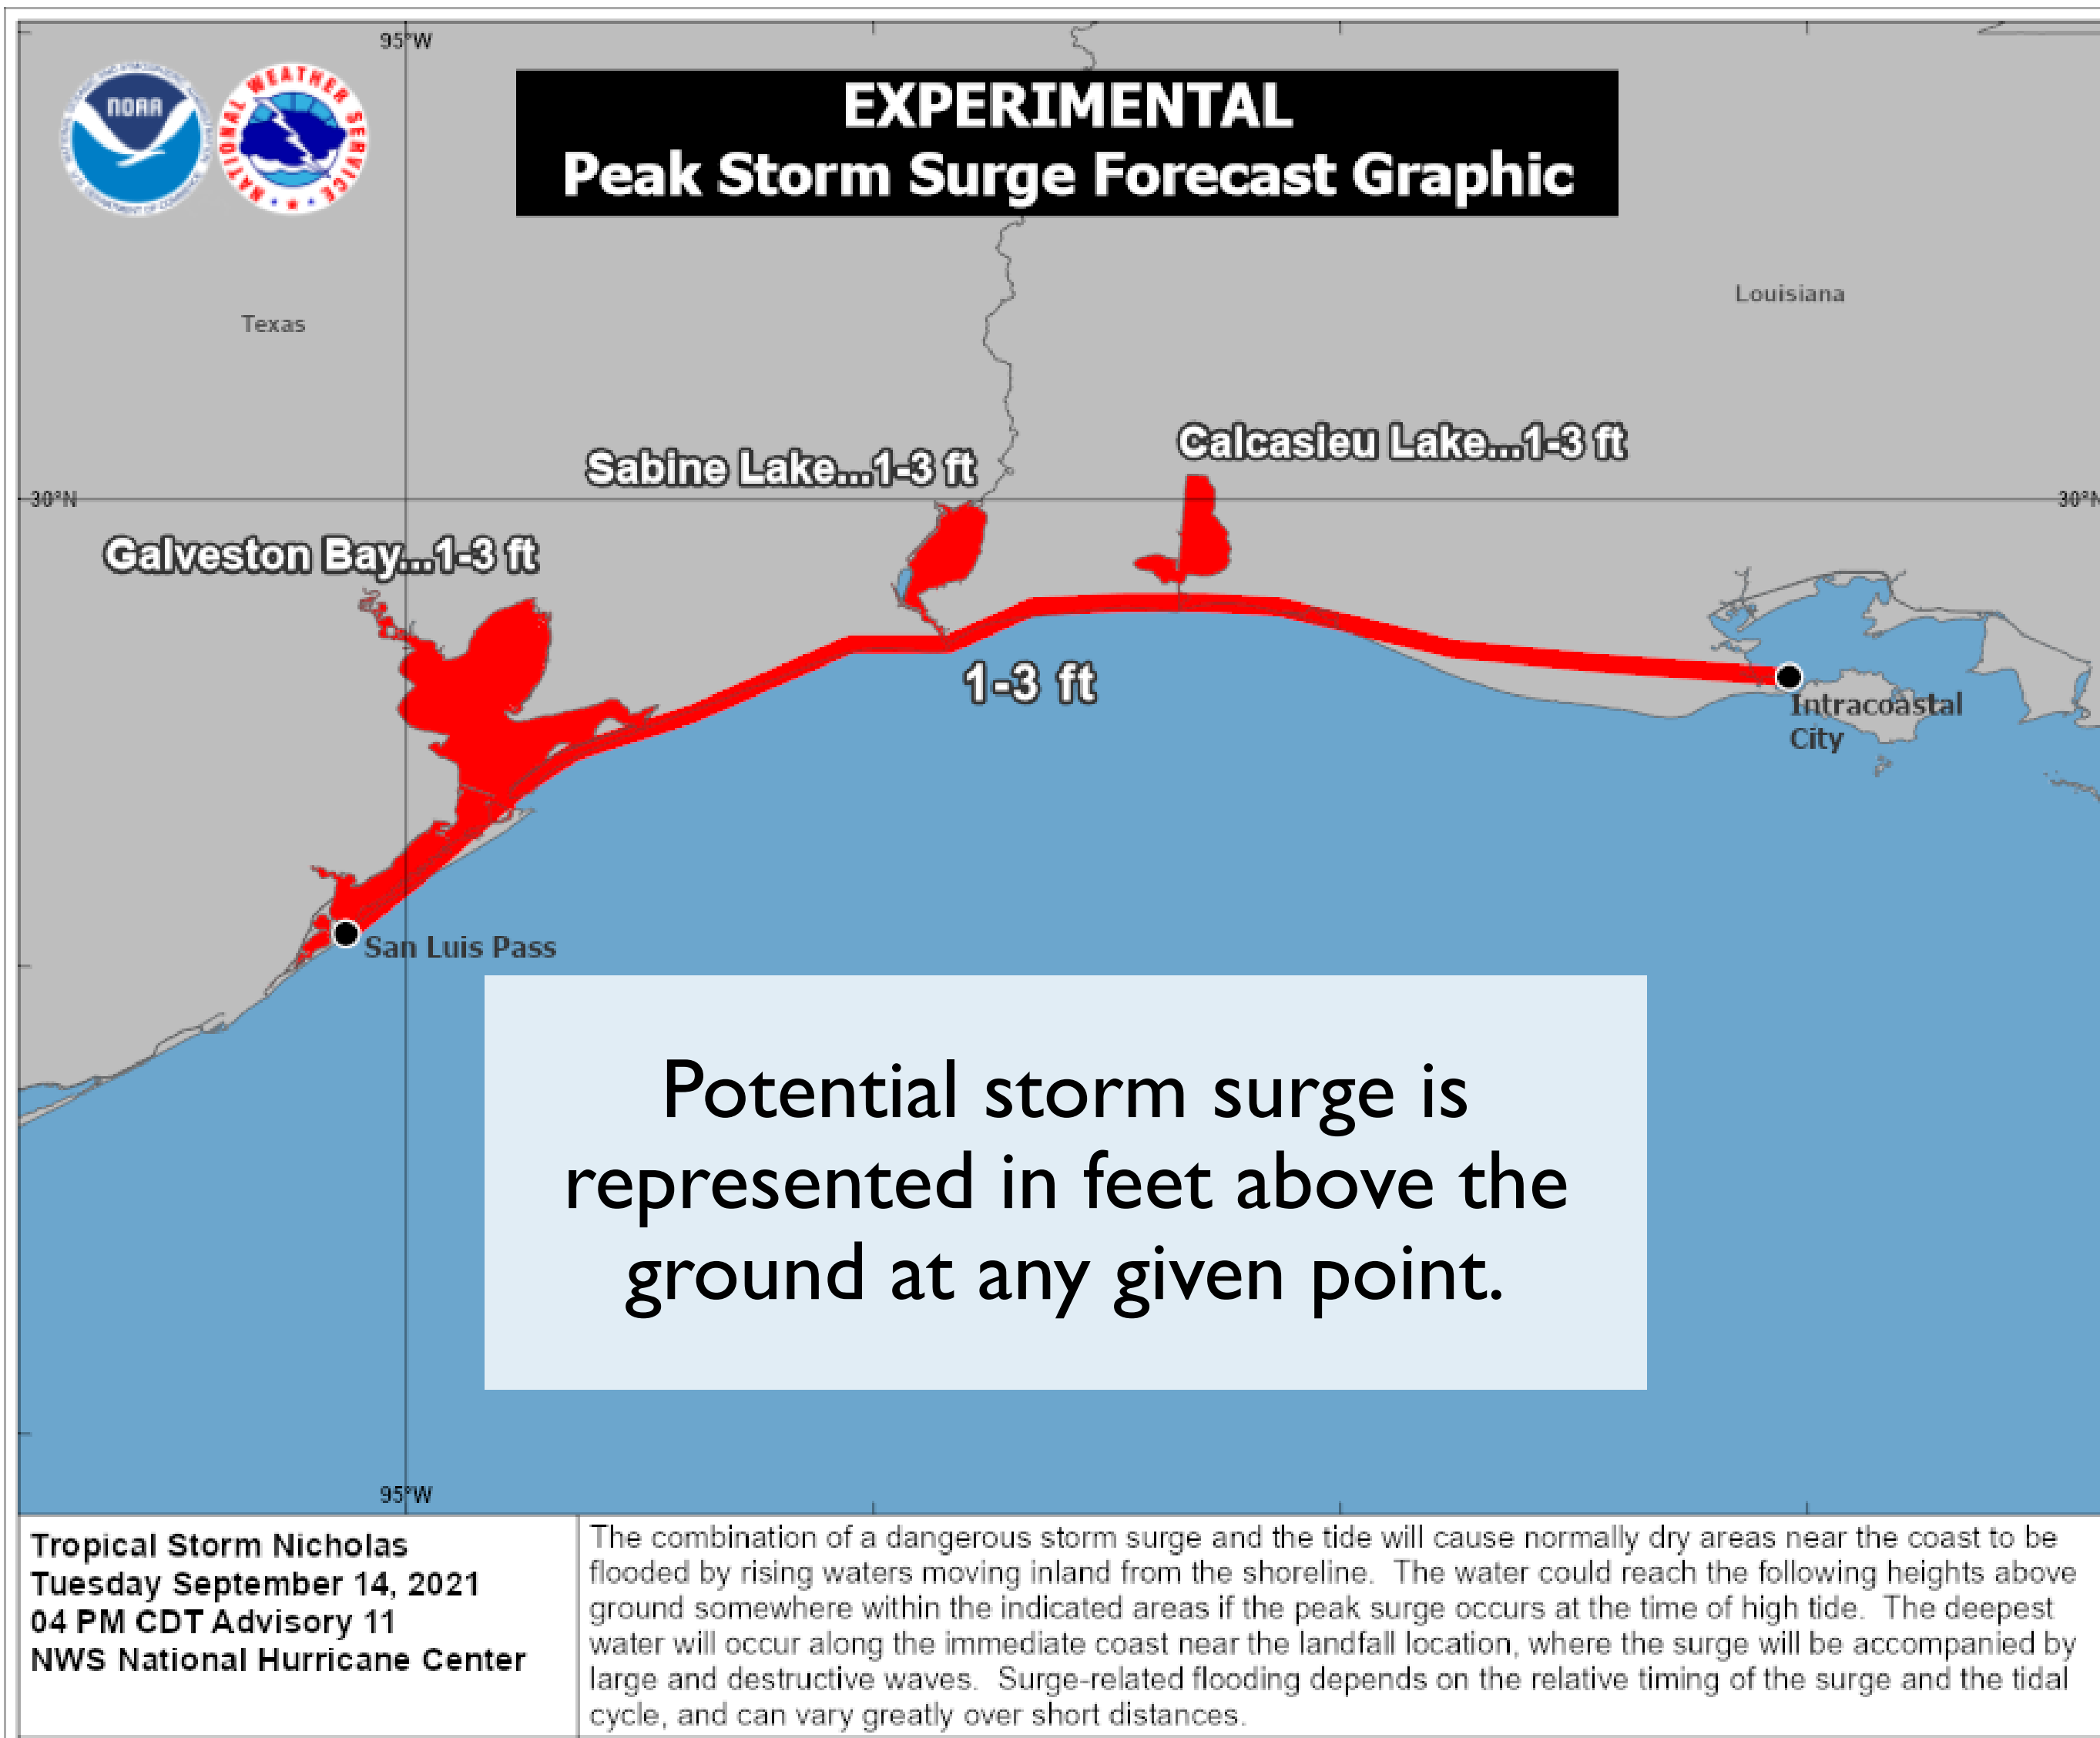 95°W
NOAA
NATIONAL WEATHER SERVICE
EXPERIMENTAL
Peak Storm Surge Forecast Graphic
Texas
Louisiana
Calcasieu Lake...1-3 ft
Sabine Lake...1-3 ft
30°N
30°N
Galveston Bay...1-3 ft
1-3 ft
Intracoastal
City
San Luis Pass
Potential storm surge is
represented in feet above the
ground at any given point.
95°W
Tropical Storm Nicholas
Tuesday September 14, 2021
04 PM CDT Advisory 11
NWS National Hurricane Center
The combination of a dangerous storm surge and the tide will cause normally dry areas near the coast to be
flooded by rising waters moving inland from the shoreline.  The water could reach the following heights above
ground somewhere within the indicated areas if the peak surge occurs at the time of high tide.  The deepest
water will occur along the immediate coast near the landfall location, where the surge will be accompanied by
large and destructive waves.  Surge-related flooding depends on the relative timing of the surge and the tidal
cycle, and can vary greatly over short distances.